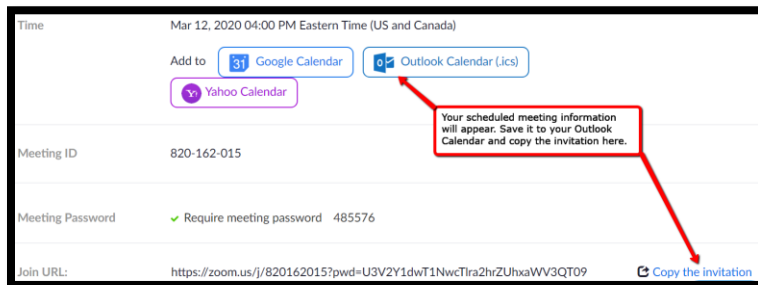 Time Mar 12, 2020 04:00 PM Eastern Time (US and Canada)
Add to 31 Google Calendar Outlook Calendar (.ics)
Y! Yahoo Calendar
Your scheduled meeting information
will appear. Save it to your Outlook
Calendar and copy the invitation here.
Meeting ID 820-162-015
Meeting Password Require meeting password 485576
Join URL: https://zoom.us/j/820162015?pwd=U3V2Y1dwT1NwcTlra2hrZUhxaWV3QT09 Copy the invitation